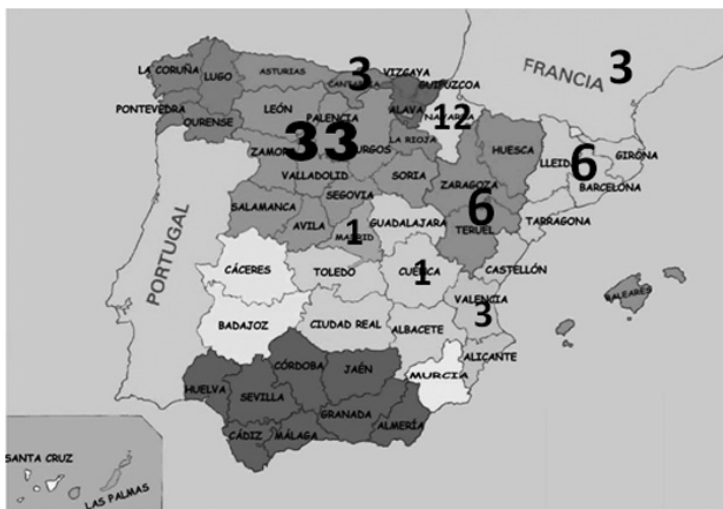 LA CORUÑA
LUGO
ASTURIAS
3
CANTABRIA
VIZCAYA
GUIPUZCOA
FRANCIA
3
PONTEVEDRA
OURENSE
LEÓN
PALENCIA
ALAVA
12
NAVARRA
33
BURGOS
LA RIOJA
HUESCA
LLEIDA
6
GIRONA
ZAMORA
VALLADOLID
SORIA
ZARAGOZA
BARCELONA
SEGOVIA
SALAMANCA
AVILA
1
MADRID
GUADALAJARA
6
TERUEL
TARRAGONA
PORTUGAL
CÁCERES
TOLEDO
CUENCA
1
CASTELLÓN
VALENCIA
3
BALEARES
BADAJOZ
CIUDAD REAL
ALBACETE
ALICANTE
MURCIA
CÓRDOBA
JAÉN
HUELVA
SEVILLA
GRANADA
ALMERÍA
CÁDIZ
MÁLAGA
SANTA CRUZ
LAS PALMAS